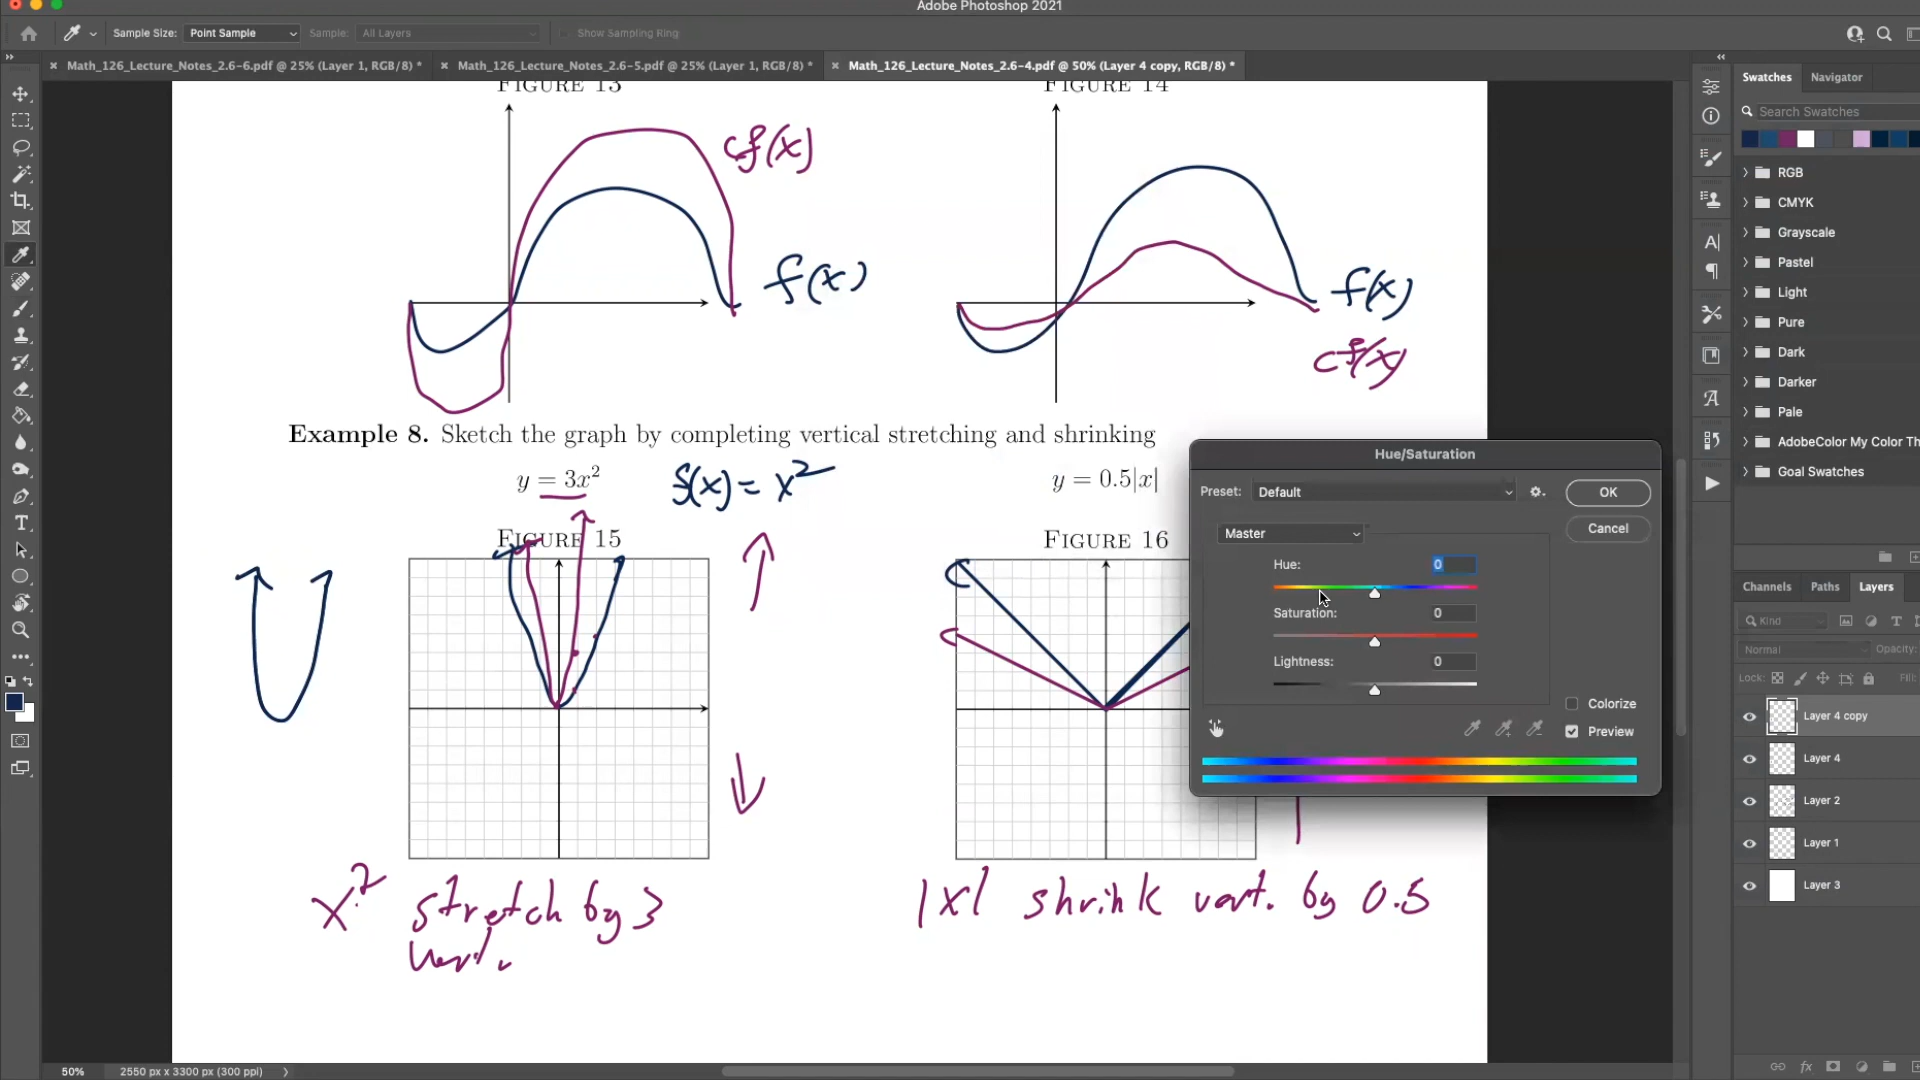 Adobe Photoshop 2021
Sample Size: Point Sample Sample: All Layers Show Sampling Ring
Math_126_Lecture_Notes_2.6-6.pdf @ 25% (Layer 1, RGB/8) *
Math_126_Lecture_Notes_2.6-5.pdf @ 25% (Layer 1, RGB/8) *
Math_126_Lecture_Notes_2.6-4.pdf @ 50% (Layer 4 copy, RGB/8) *
FIGURE 13
FIGURE 14
cf(x)
f(x)
f(x)
cf(x)
Example 8. Sketch the graph by completing vertical stretching and shrinking
y = 3x²
f(x) = x²
y = 0.5|x|
FIGURE 15
FIGURE 16
x² stretch by 3
vert.
|x| shrink vert. by 0.5
Hue/Saturation
Preset: Default
OK
Cancel
Master
Hue: 0
Saturation: 0
Lightness: 0
Colorize
Preview
Swatches Navigator
Search Swatches
RGB
CMYK
Grayscale
Pastel
Light
Pure
Dark
Darker
Pale
AdobeColor My Color Th
Goal Swatches
Channels Paths Layers
Kind
Normal Opacity:
Lock: Fill:
Layer 4 copy
Layer 4
Layer 2
Layer 1
Layer 3
50% 2550 px x 3300 px (300 ppi)